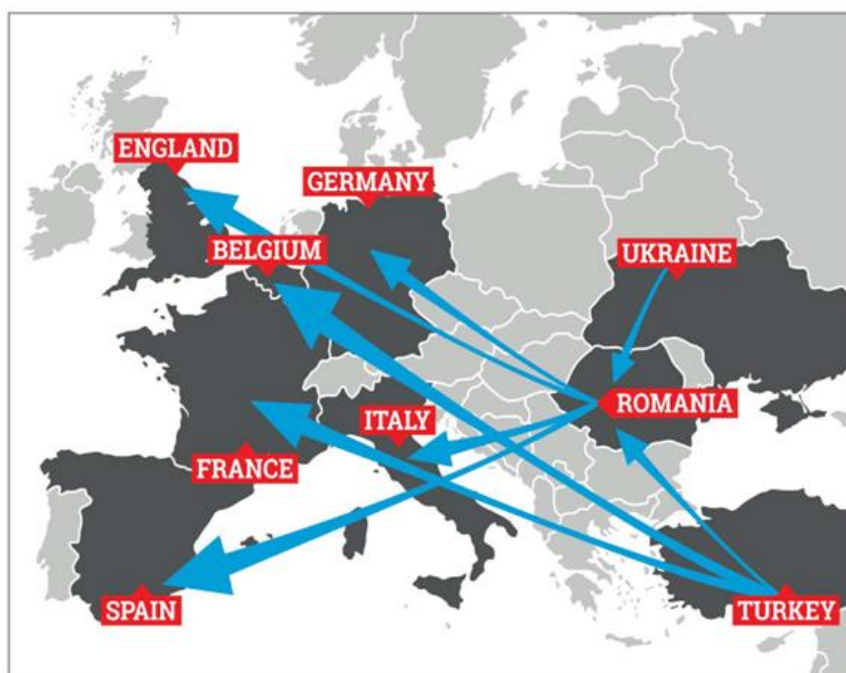 ENGLAND
GERMANY
BELGIUM
UKRAINE
ROMANIA
ITALY
FRANCE
SPAIN
TURKEY